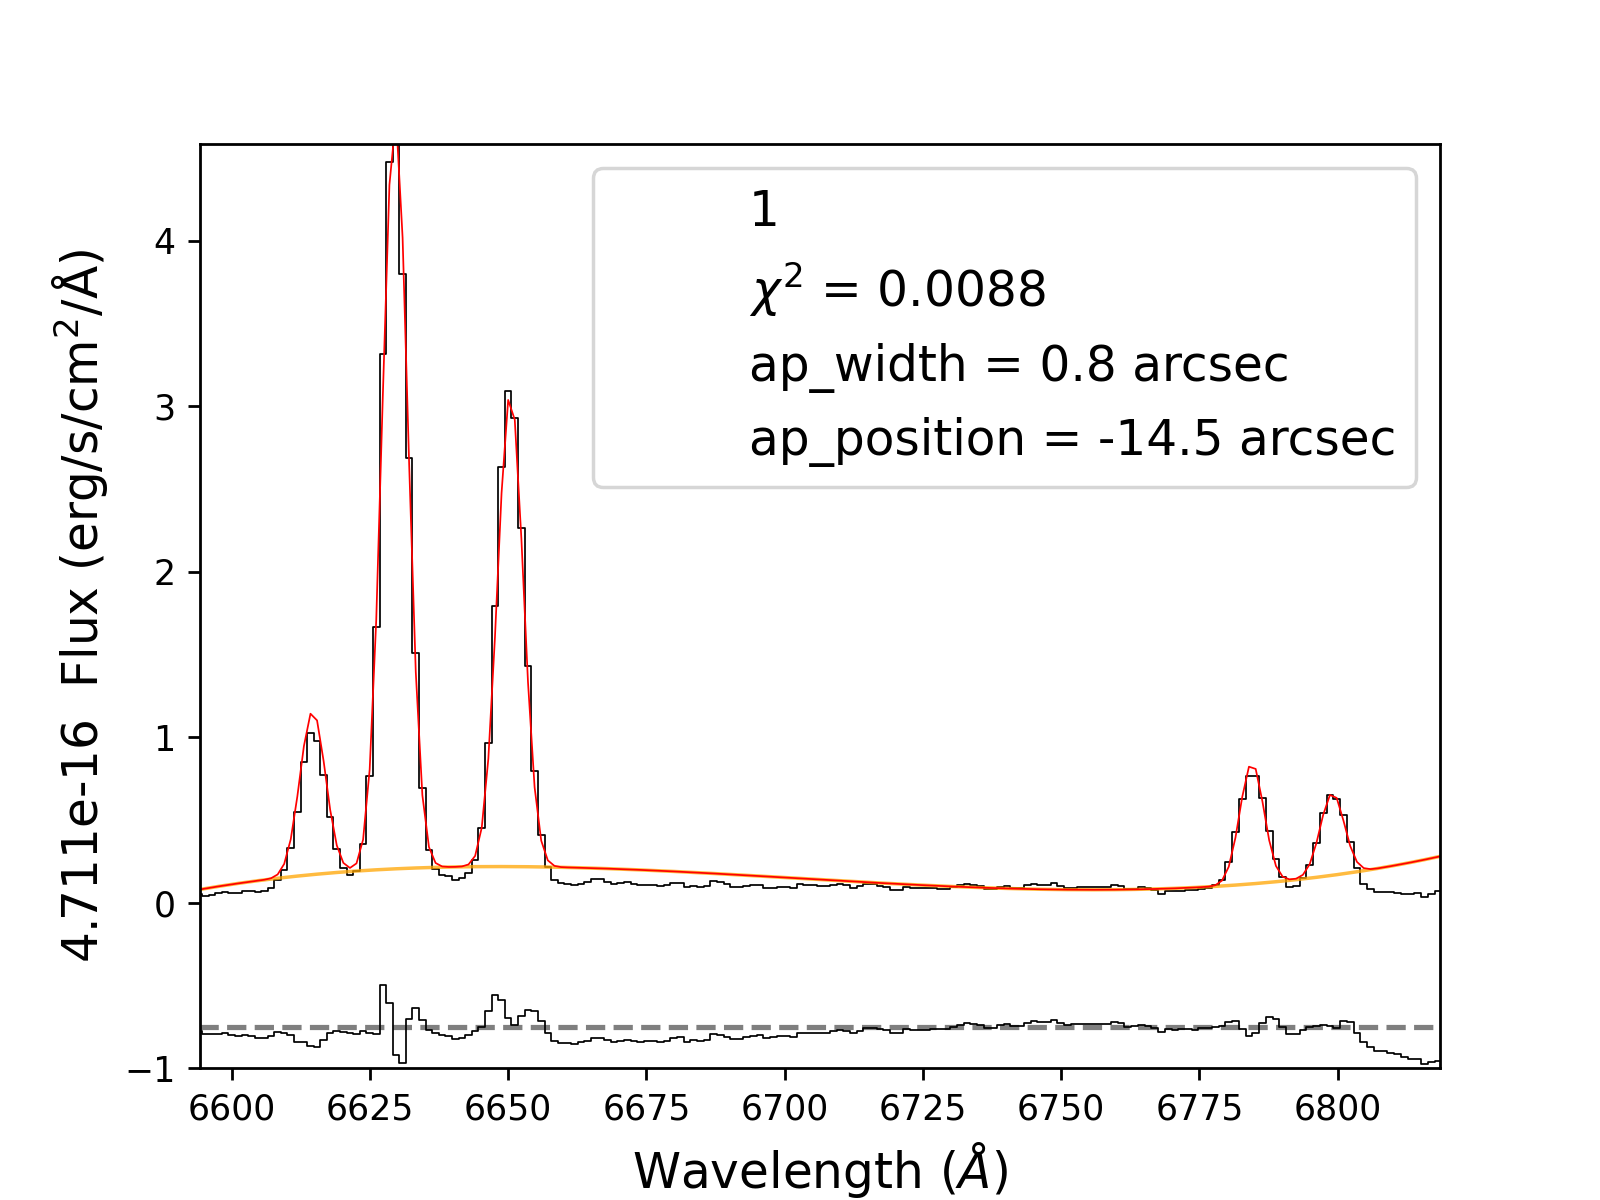 1
χ² = 0.0088
ap_width = 0.8 arcsec
ap_position = -14.5 arcsec
4.711e-16 Flux (erg/s/cm²/Å)
4
3
2
1
0
−1
6600 6625 6650 6675 6700 6725 6750 6775 6800
Wavelength (Å)